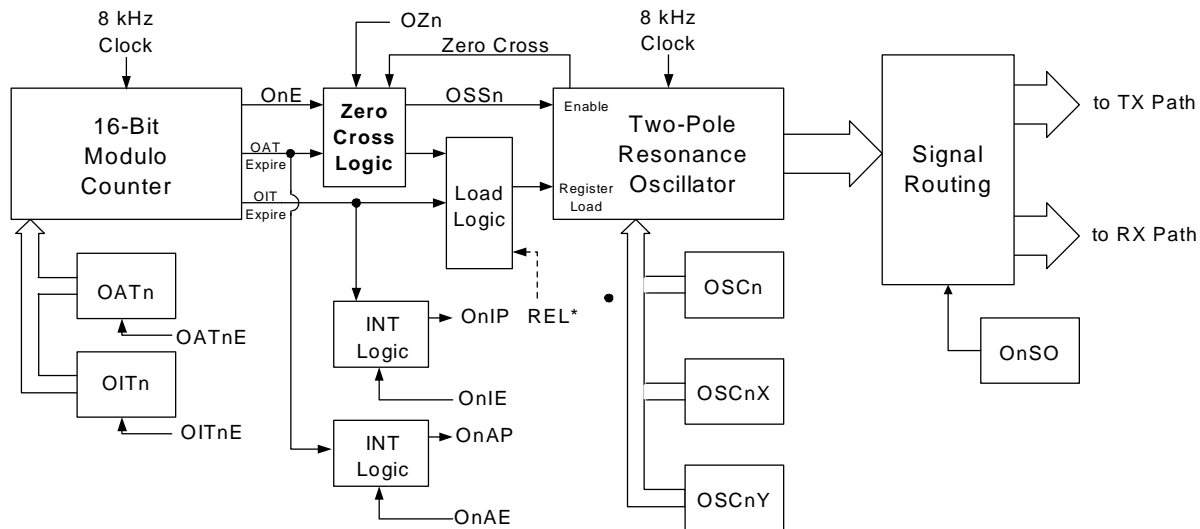 8 kHz
Clock
OZn
8 kHz
Clock
Zero Cross
16-Bit
Modulo
Counter
OnE
OAT
Expire
OIT
Expire
Zero
Cross
Logic
OSSn
Load
Logic
Enable
Register
Load
Two-Pole
Resonance
Oscillator
Signal
Routing
to TX Path
to RX Path
OATn
OATnE
OITn
OITnE
INT
Logic
OnIP
REL*
OnIE
INT
Logic
OnAP
OnAE
OSCn
OSCnX
OSCnY
OnSO